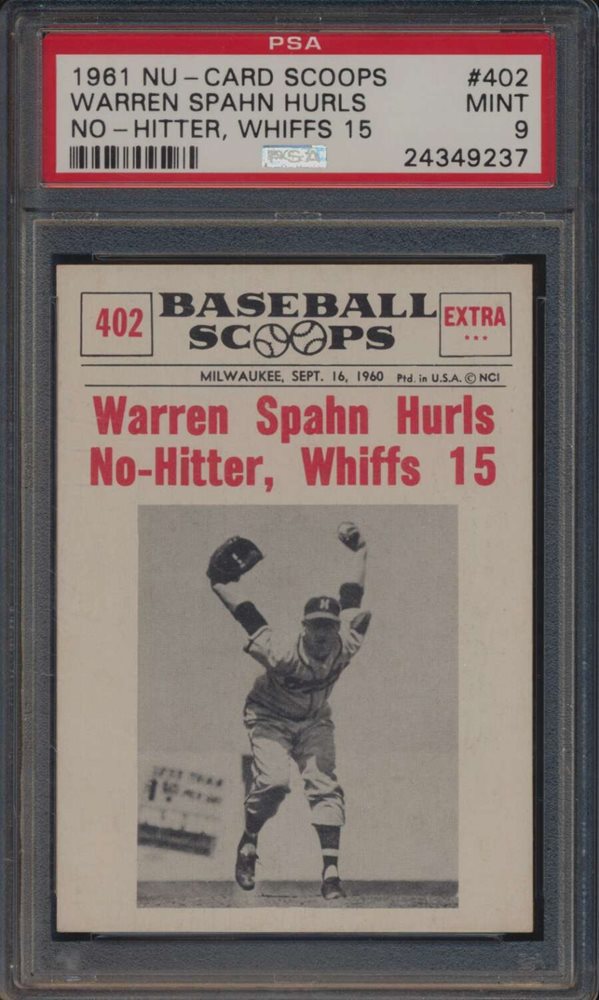 PSA
1961 NU-CARD SCOOPS #402
WARREN SPAHN HURLS MINT
NO-HITTER, WHIFFS 15 9
PSA 24349237
402 BASEBALL EXTRA
SCOOPS ***
MILWAUKEE, SEPT. 16, 1960 Ptd. in U.S.A. © NCI
Warren Spahn Hurls
No-Hitter, Whiffs 15
M